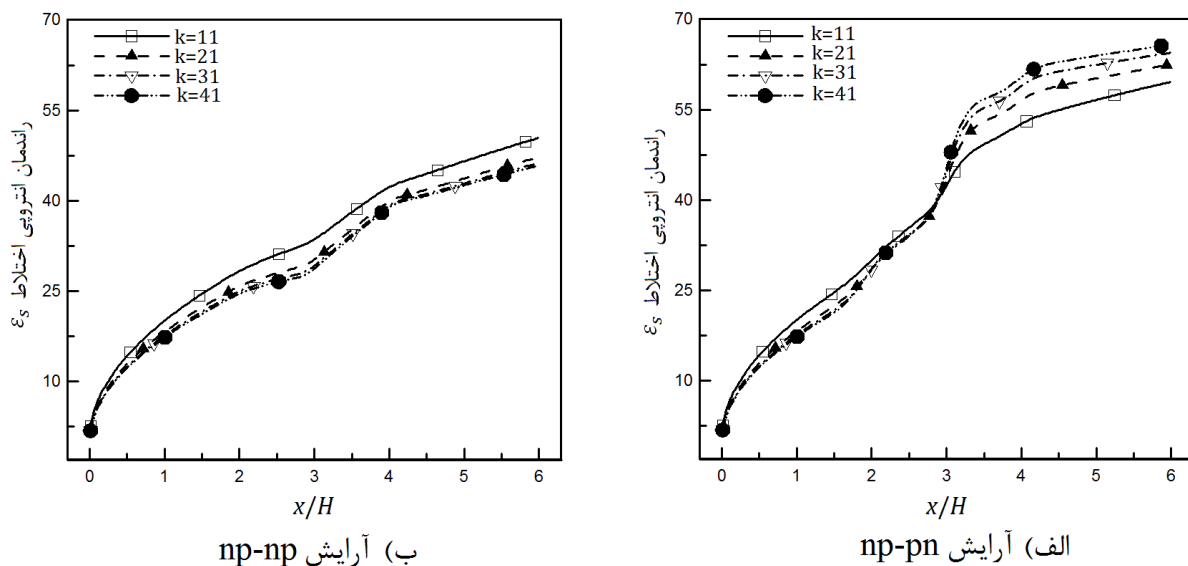 70
55
40
25
10
0 1 2 3 4 5 6
k=11
k=21
k=31
k=41
راندمان انتروپی اختلاط εs
x/H
ب) آرایش np-np
70
55
40
25
10
0 1 2 3 4 5 6
k=11
k=21
k=31
k=41
راندمان انتروپی اختلاط εs
x/H
الف) آرایش np-pn